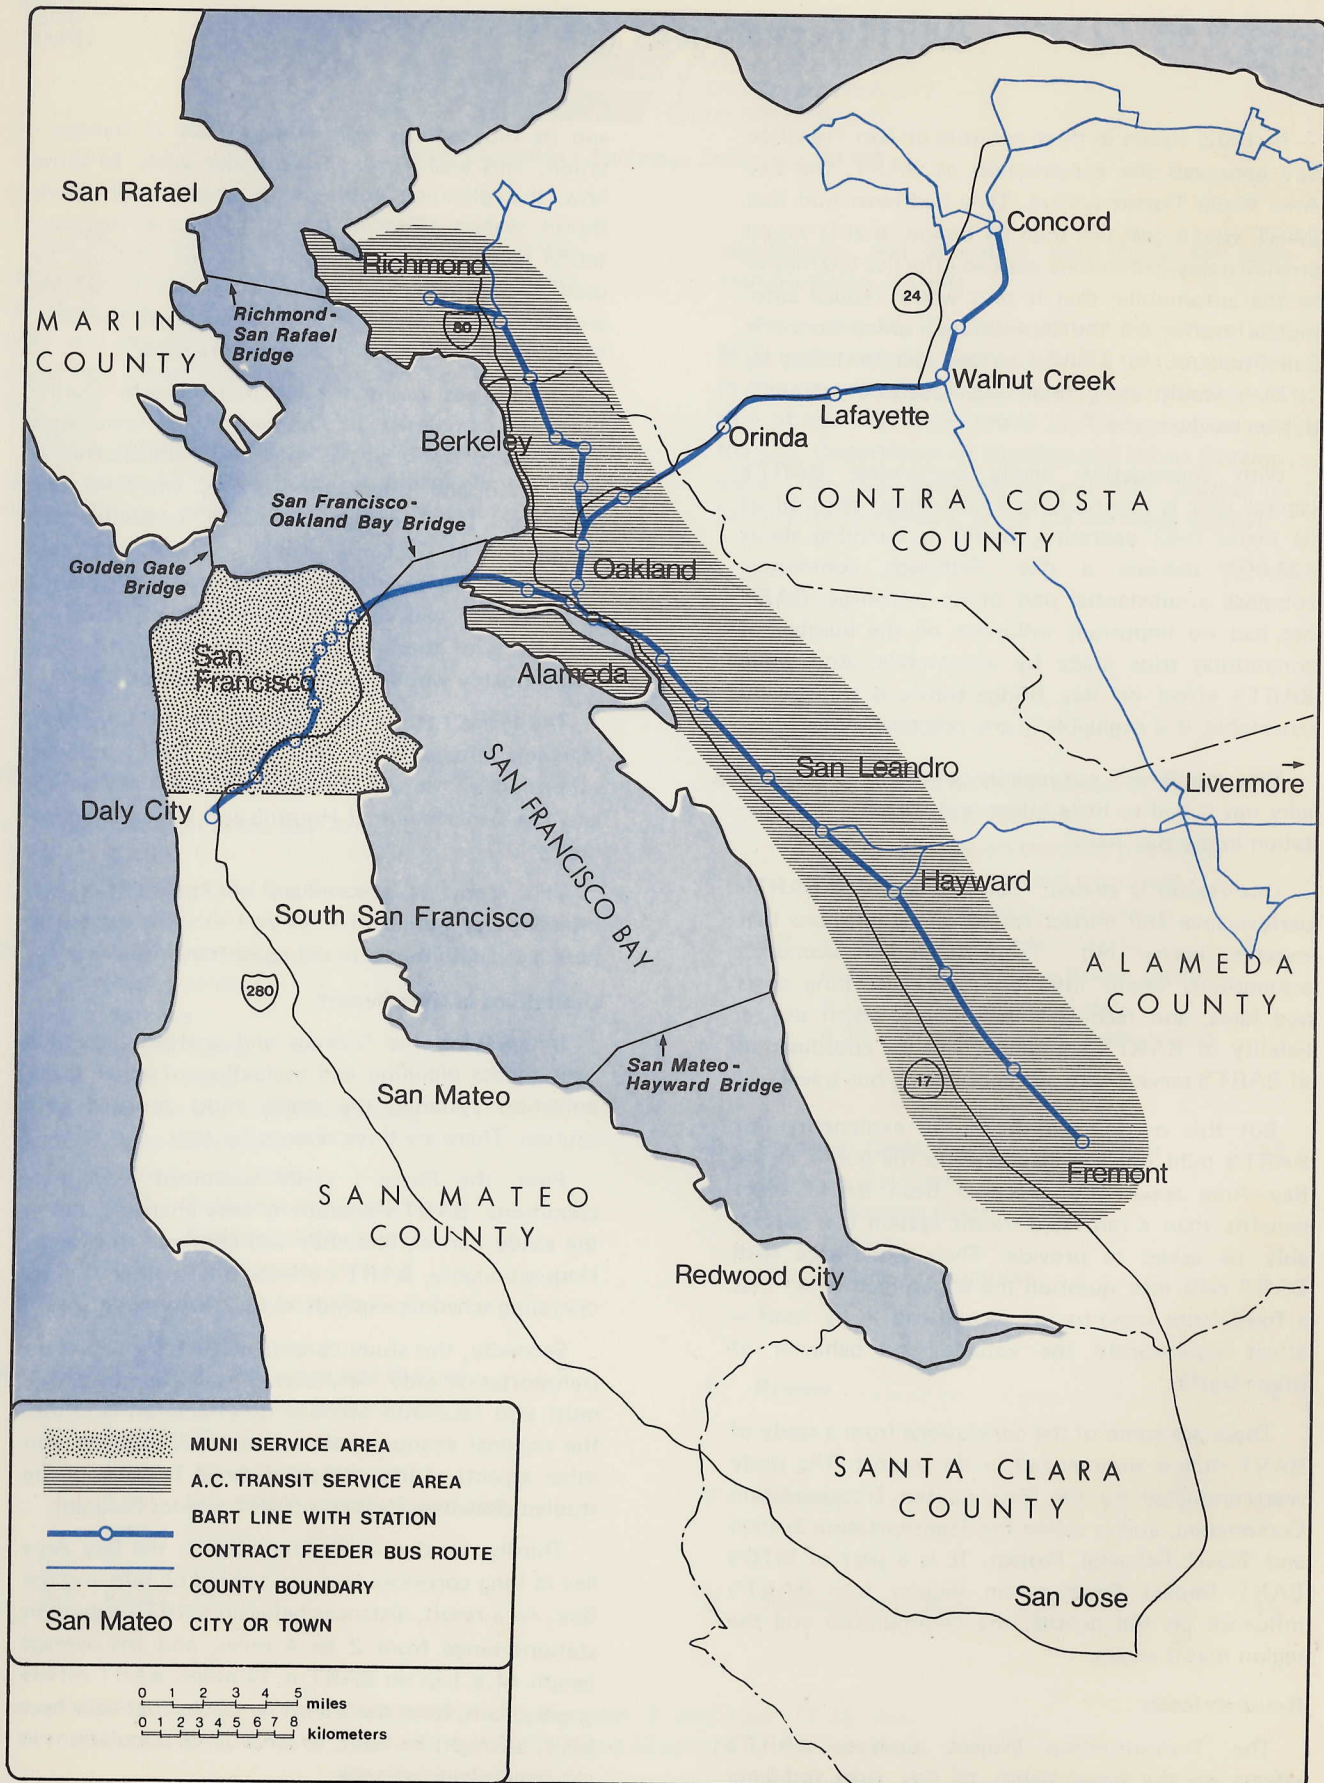 San Rafael
Concord
Richmond
24
MARIN
COUNTY
Richmond-
San Rafael
Bridge
80
Walnut Creek
Lafayette
Orinda
Berkeley
San Francisco-
Oakland Bay Bridge
CONTRA COSTA
COUNTY
Golden Gate
Bridge
Oakland
San
Francisco
Alameda
San Leandro
Livermore
SAN FRANCISCO BAY
Daly City
Hayward
South San Francisco
ALAMEDA
COUNTY
280
San Mateo-
Hayward Bridge
17
San Mateo
Fremont
SAN MATEO
COUNTY
Redwood City
MUNI SERVICE AREA
A.C. TRANSIT SERVICE AREA
BART LINE WITH STATION
CONTRACT FEEDER BUS ROUTE
COUNTY BOUNDARY
San Mateo CITY OR TOWN
SANTA CLARA
COUNTY
San Jose
0 1 2 3 4 5 miles
0 1 2 3 4 5 6 7 8 kilometers